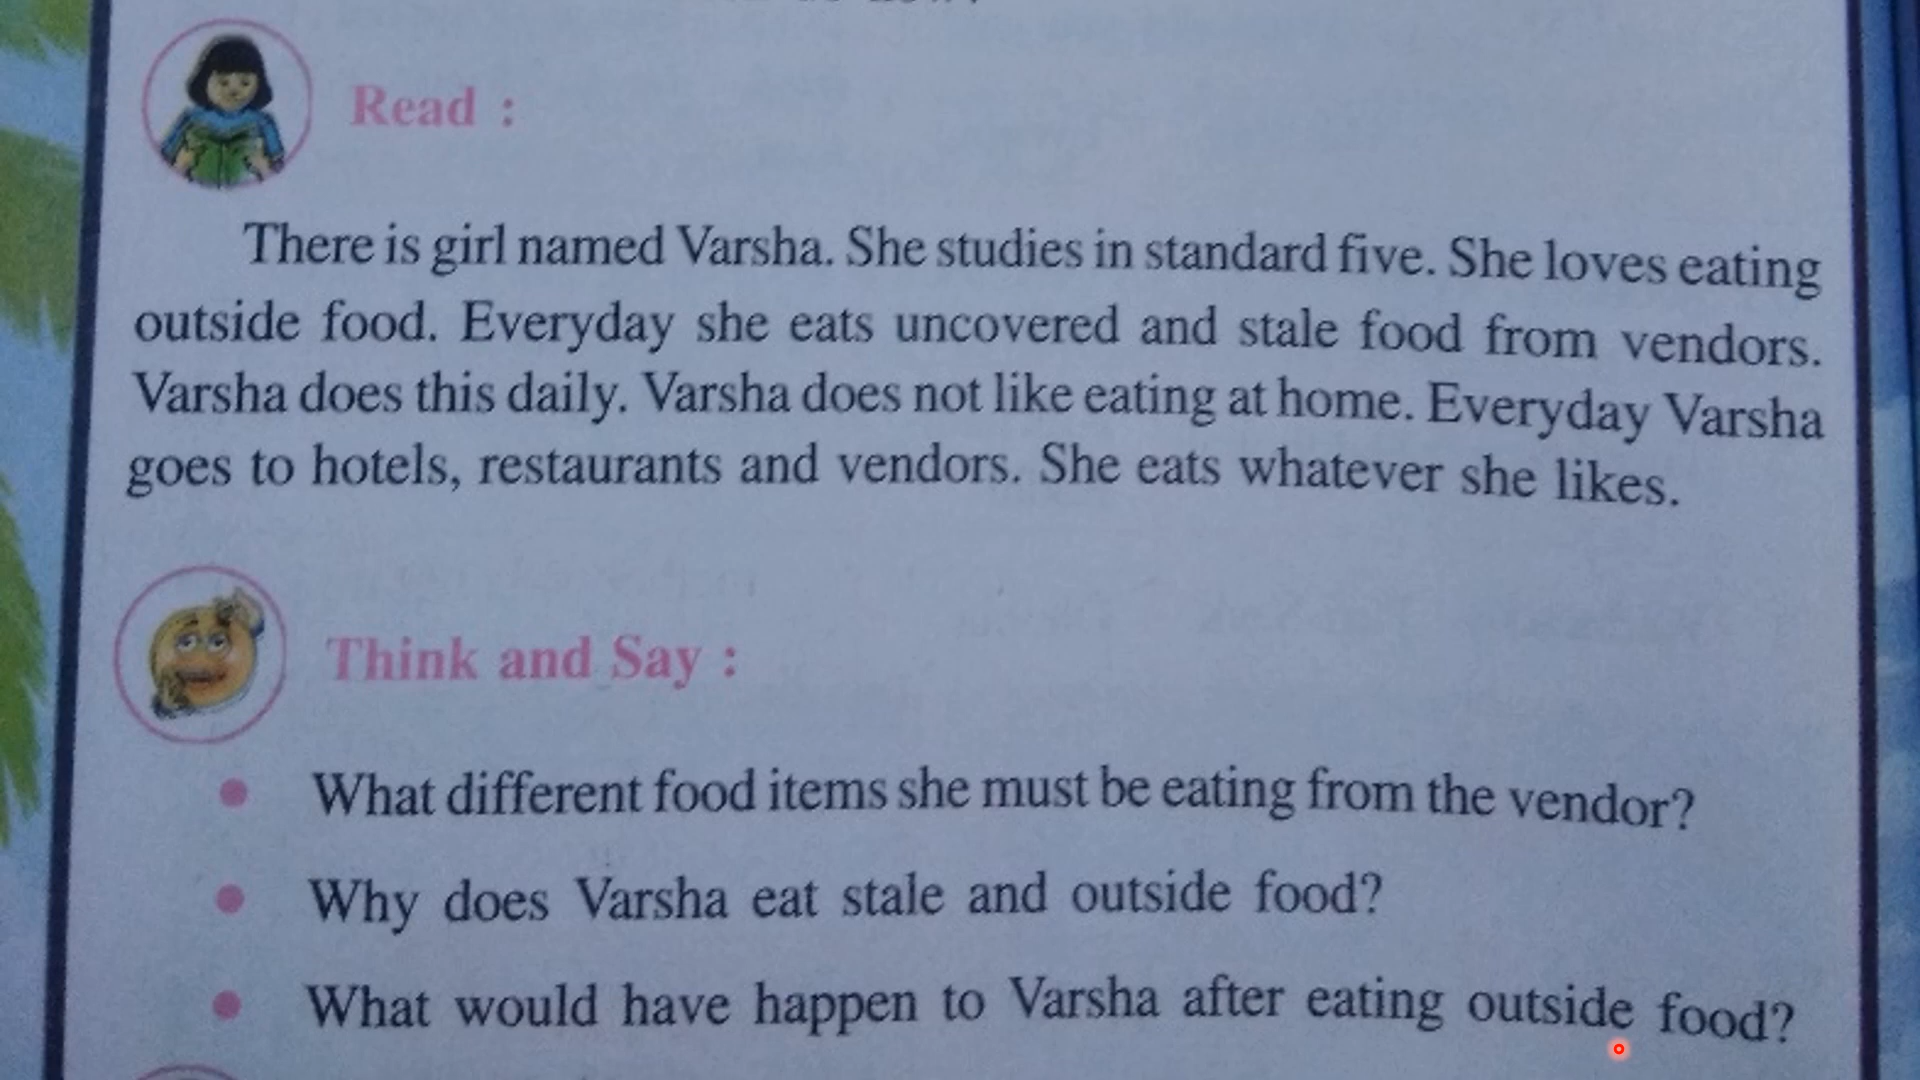 Read :
There is girl named Varsha. She studies in standard five. She loves eating
outside food. Everyday she eats uncovered and stale food from vendors.
Varsha does this daily. Varsha does not like eating at home. Everyday Varsha
goes to hotels, restaurants and vendors. She eats whatever she likes.
Think and Say :
What different food items she must be eating from the vendor?
Why does Varsha eat stale and outside food?
What would have happen to Varsha after eating outside food?